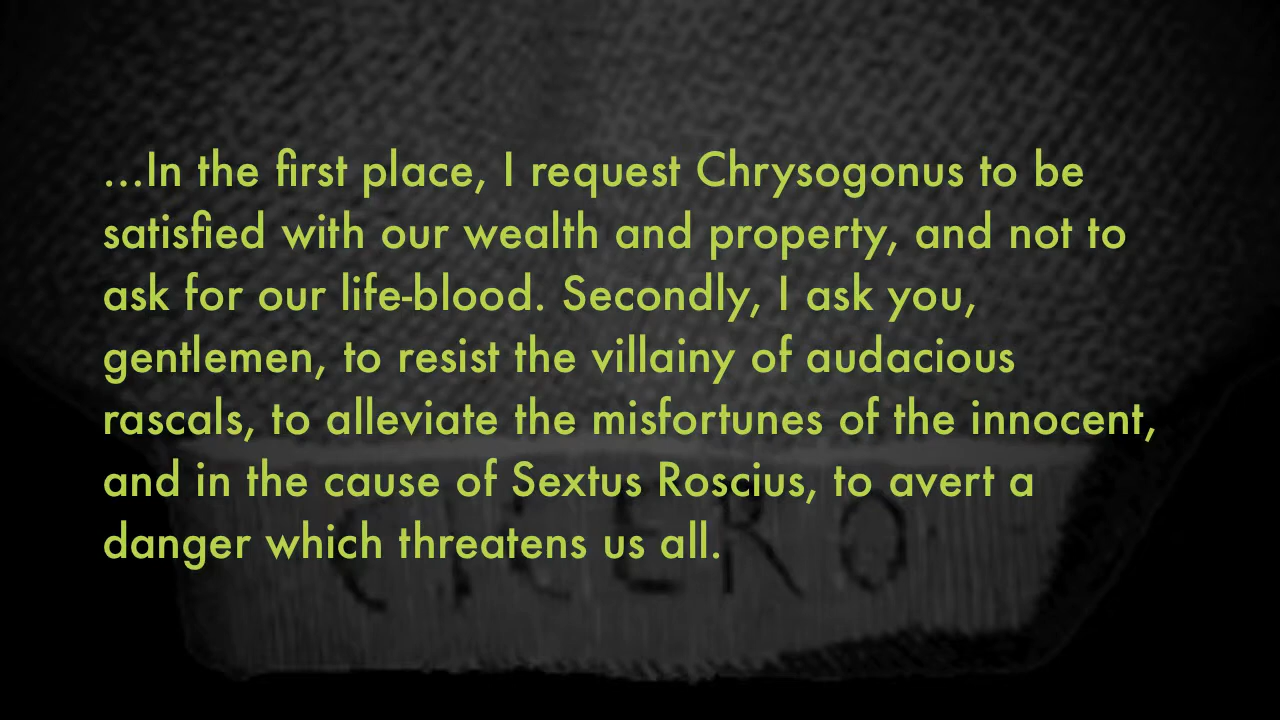 ...In the first place, I request Chrysogonus to be
satisfied with our wealth and property, and not to
ask for our life-blood. Secondly, I ask you,
gentlemen, to resist the villainy of audacious
rascals, to alleviate the misfortunes of the innocent,
and in the cause of Sextus Roscius, to avert a
danger which threatens us all.
CICERO